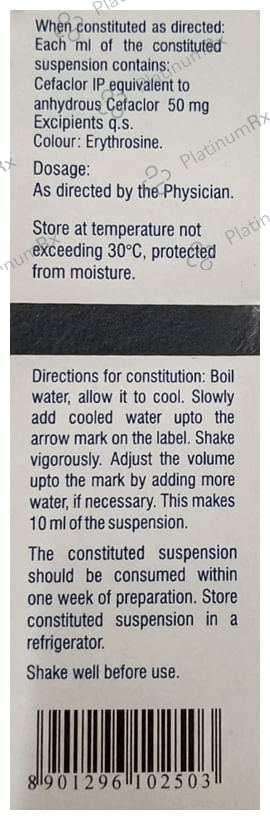 When constituted as directed:
Each ml of the constituted
suspension contains:
Cefaclor IP equivalent to
anhydrous Cefaclor 50 mg
Excipients q.s.
Colour: Erythrosine.
Dosage:
As directed by the Physician.
Store at temperature not
exceeding 30°C, protected
from moisture.
Directions for constitution: Boil
water, allow it to cool. Slowly
add cooled water upto the
arrow mark on the label. Shake
vigorously. Adjust the volume
upto the mark by adding more
water, if necessary. This makes
10 ml of the suspension.
The constituted suspension
should be consumed within
one week of preparation. Store
constituted suspension in a
refrigerator.
Shake well before use.
8901296102503
PlatinumRx